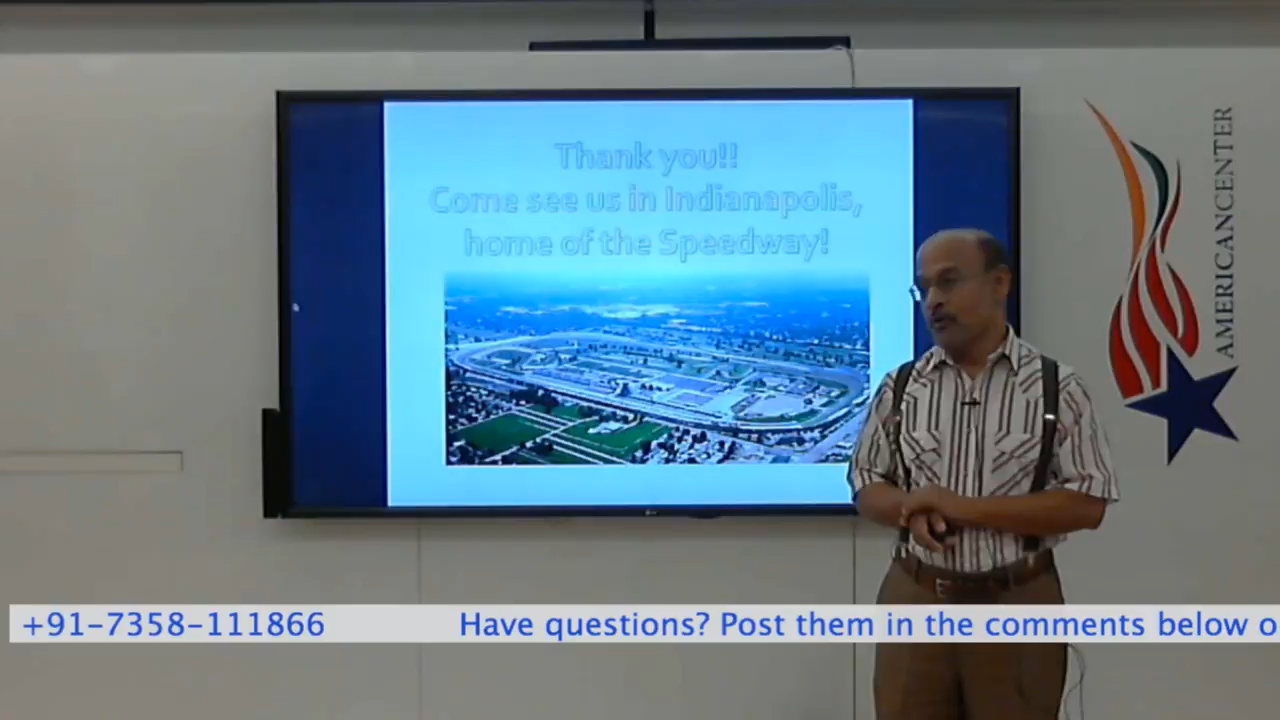 Thank you!!
Come see us in Indianapolis,
home of the Speedway!
AMERICANCENTER
+91-7358-111866 Have questions? Post them in the comments below o